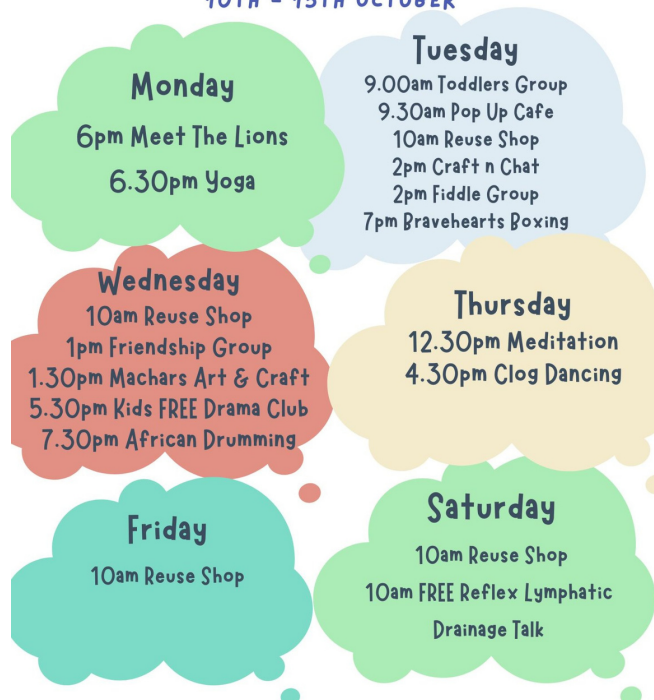 10TH - 15TH OCTOBER
Monday
6pm Meet The Lions
6.30pm Yoga
Tuesday
9.00am Toddlers Group
9.30am Pop Up Cafe
10am Reuse Shop
2pm Craft n Chat
2pm Fiddle Group
7pm Bravehearts Boxing
Wednesday
10am Reuse Shop
1pm Friendship Group
1.30pm Machars Art & Craft
5.30pm Kids FREE Drama Club
7.30pm African Drumming
Thursday
12.30pm Meditation
4.30pm Clog Dancing
Friday
10am Reuse Shop
Saturday
10am Reuse Shop
10am FREE Reflex Lymphatic
Drainage Talk